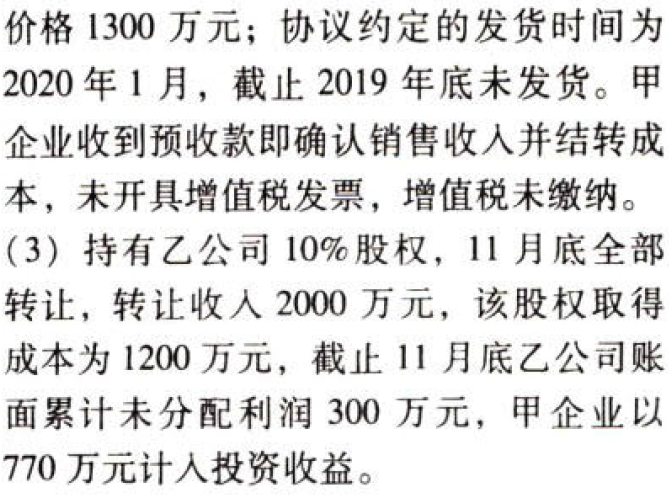 价格 1300 万元；协议约定的发货时间为
2020 年 1 月，截止 2019 年底未发货。甲
企业收到预收款即确认销售收入并结转成
本，未开具增值税发票，增值税未缴纳。
（3）持有乙公司 10%股权，11 月底全部
转让，转让收入 2000 万元，该股权取得
成本为 1200 万元，截止 11 月底乙公司账
面累计未分配利润 300 万元，甲企业以
770 万元计入投资收益。